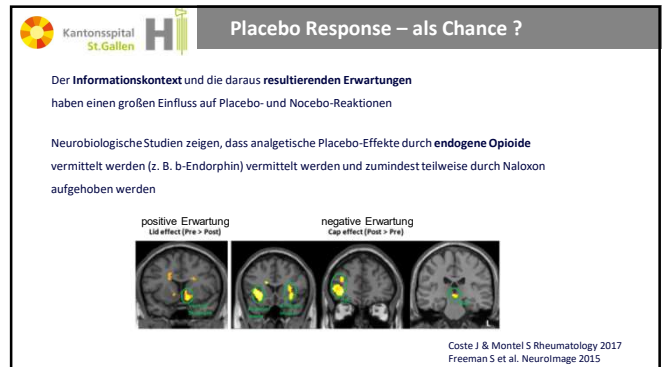 Kantonsspital
St.Gallen
Placebo Response – als Chance ?
Der Informationskontext und die daraus resultierenden Erwartungen
haben einen großen Einfluss auf Placebo- und Nocebo-Reaktionen
Neurobiologische Studien zeigen, dass analgetische Placebo-Effekte durch endogene Opioide
vermittelt werden (z. B. b-Endorphin) vermittelt werden und zumindest teilweise durch Naloxon
aufgehoben werden
positive Erwartung
Lid effect (Pre > Post)
negative Erwartung
Cap effect (Post > Pre)
L
Coste J & Montel S Rheumatology 2017
Freeman S et al. NeuroImage 2015